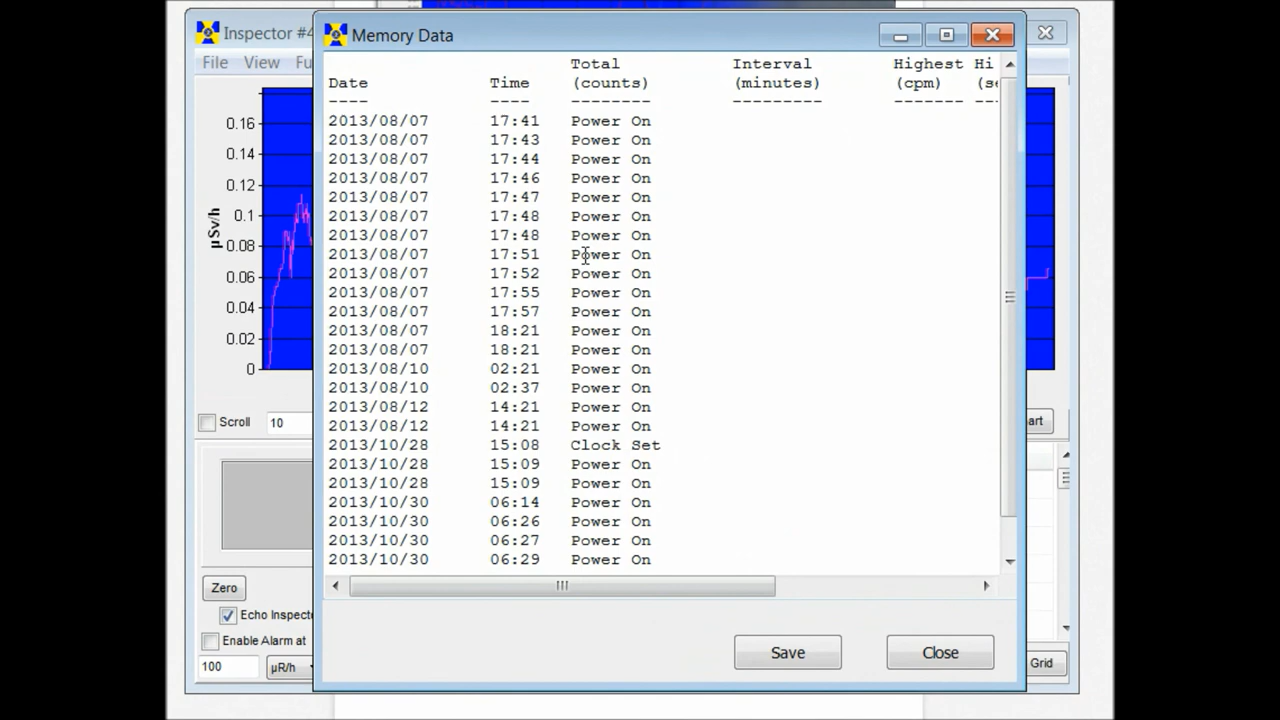 Inspector #4
Memory Data
File View Fu
Total Interval Highest Hi
Date Time (counts) (minutes) (cpm) (se
---- ---- -------- --------- ------- ---
2013/08/07 17:41 Power On
2013/08/07 17:43 Power On
2013/08/07 17:44 Power On
2013/08/07 17:46 Power On
2013/08/07 17:47 Power On
2013/08/07 17:48 Power On
2013/08/07 17:48 Power On
2013/08/07 17:51 Power On
2013/08/07 17:52 Power On
2013/08/07 17:55 Power On
2013/08/07 17:57 Power On
2013/08/07 18:21 Power On
2013/08/07 18:21 Power On
2013/08/10 02:21 Power On
2013/08/10 02:37 Power On
2013/08/12 14:21 Power On
2013/08/12 14:21 Power On
2013/10/28 15:08 Clock Set
2013/10/28 15:09 Power On
2013/10/28 15:09 Power On
2013/10/30 06:14 Power On
2013/10/30 06:26 Power On
2013/10/30 06:27 Power On
2013/10/30 06:29 Power On
Save Close
0.16
0.14
0.12
0.1
0.08
0.06
0.04
0.02
0
µSv/h
Scroll 10
art
Zero
Echo Inspecto
Enable Alarm at
100 µR/h
Grid